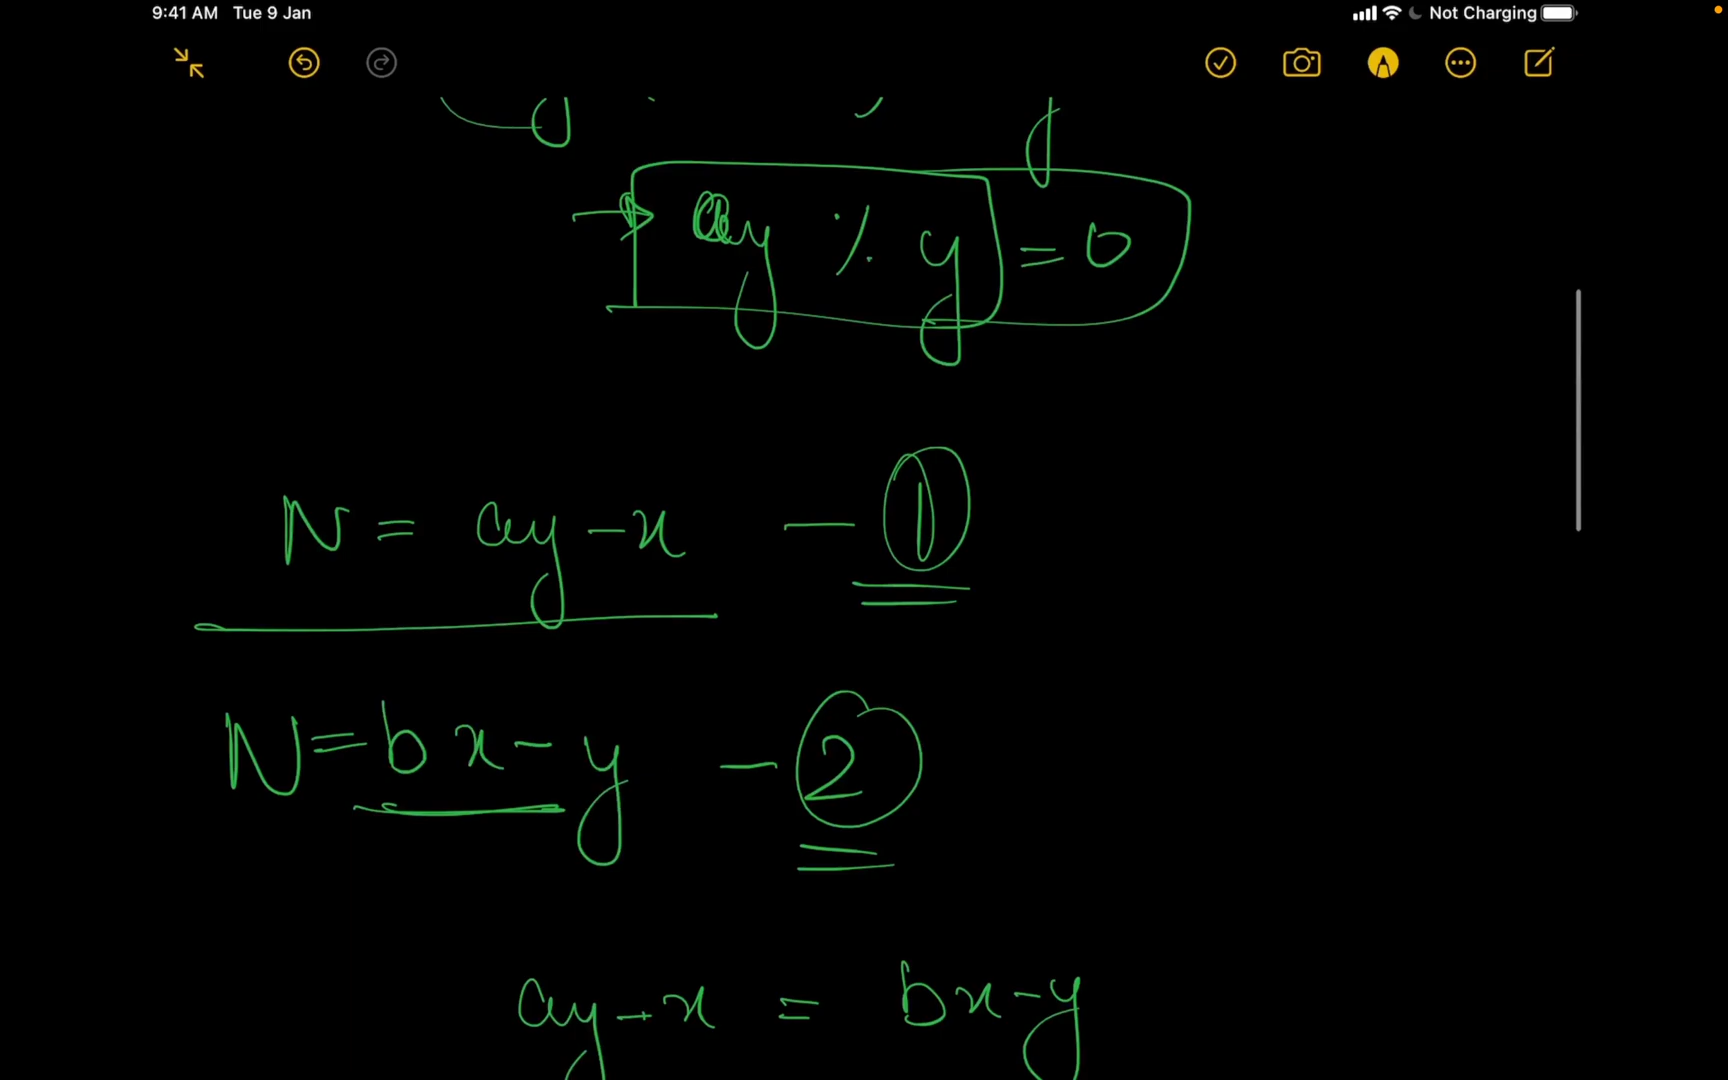 9:41 AM Tue 9 Jan Not Charging
ay % y = 0
N = ay - x - 1
N = bx - y - 2
ay - x = bx - y